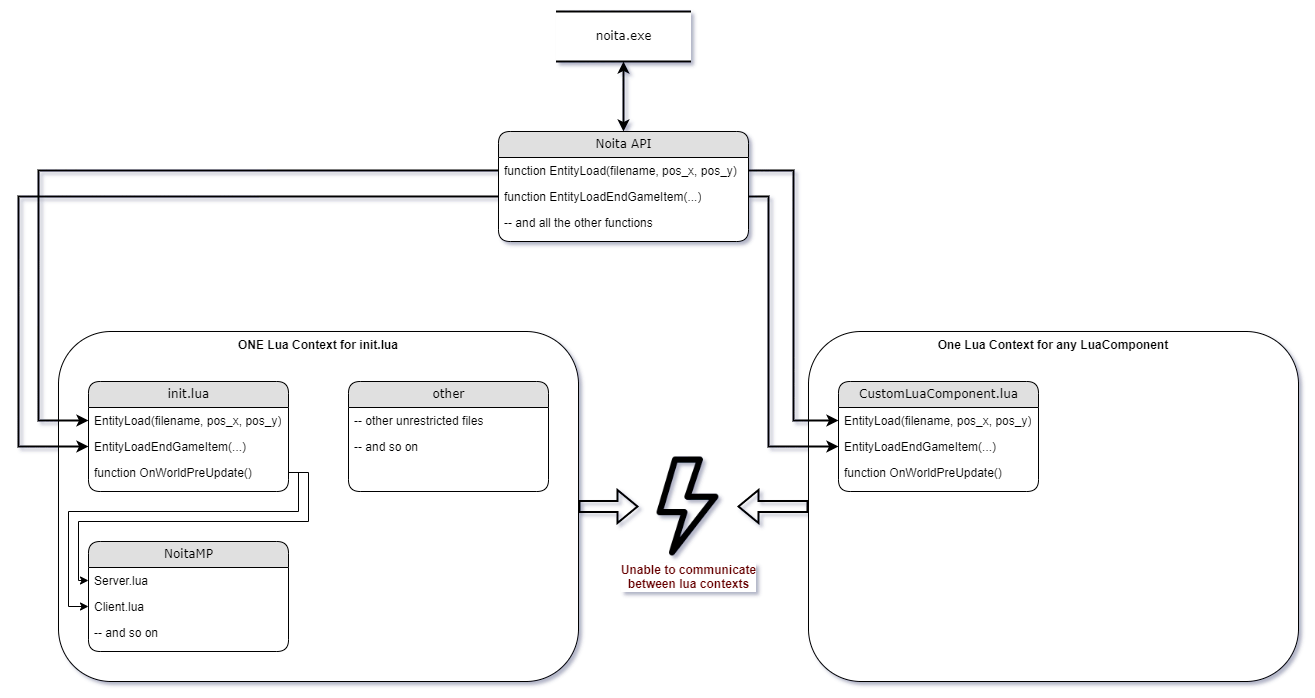 noita.exe
Noita API
function EntityLoad(filename, pos_x, pos_y)
function EntityLoadEndGameItem(...)
-- and all the other functions
ONE Lua Context for init.lua
init.lua
EntityLoad(filename, pos_x, pos_y)
EntityLoadEndGameItem(...)
function OnWorldPreUpdate()
other
-- other unrestricted files
-- and so on
NoitaMP
Server.lua
Client.lua
-- and so on
Unable to communicate
between lua contexts
One Lua Context for any LuaComponent
CustomLuaComponent.lua
EntityLoad(filename, pos_x, pos_y)
EntityLoadEndGameItem(...)
function OnWorldPreUpdate()